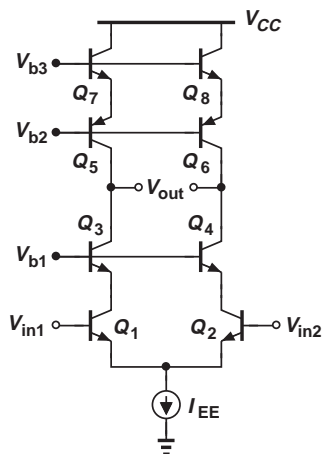 V_CC
V_b3
Q_7 Q_8
V_b2
Q_5 Q_6
V_out
Q_3 Q_4
V_b1
V_in1 Q_1 Q_2 V_in2
I_EE